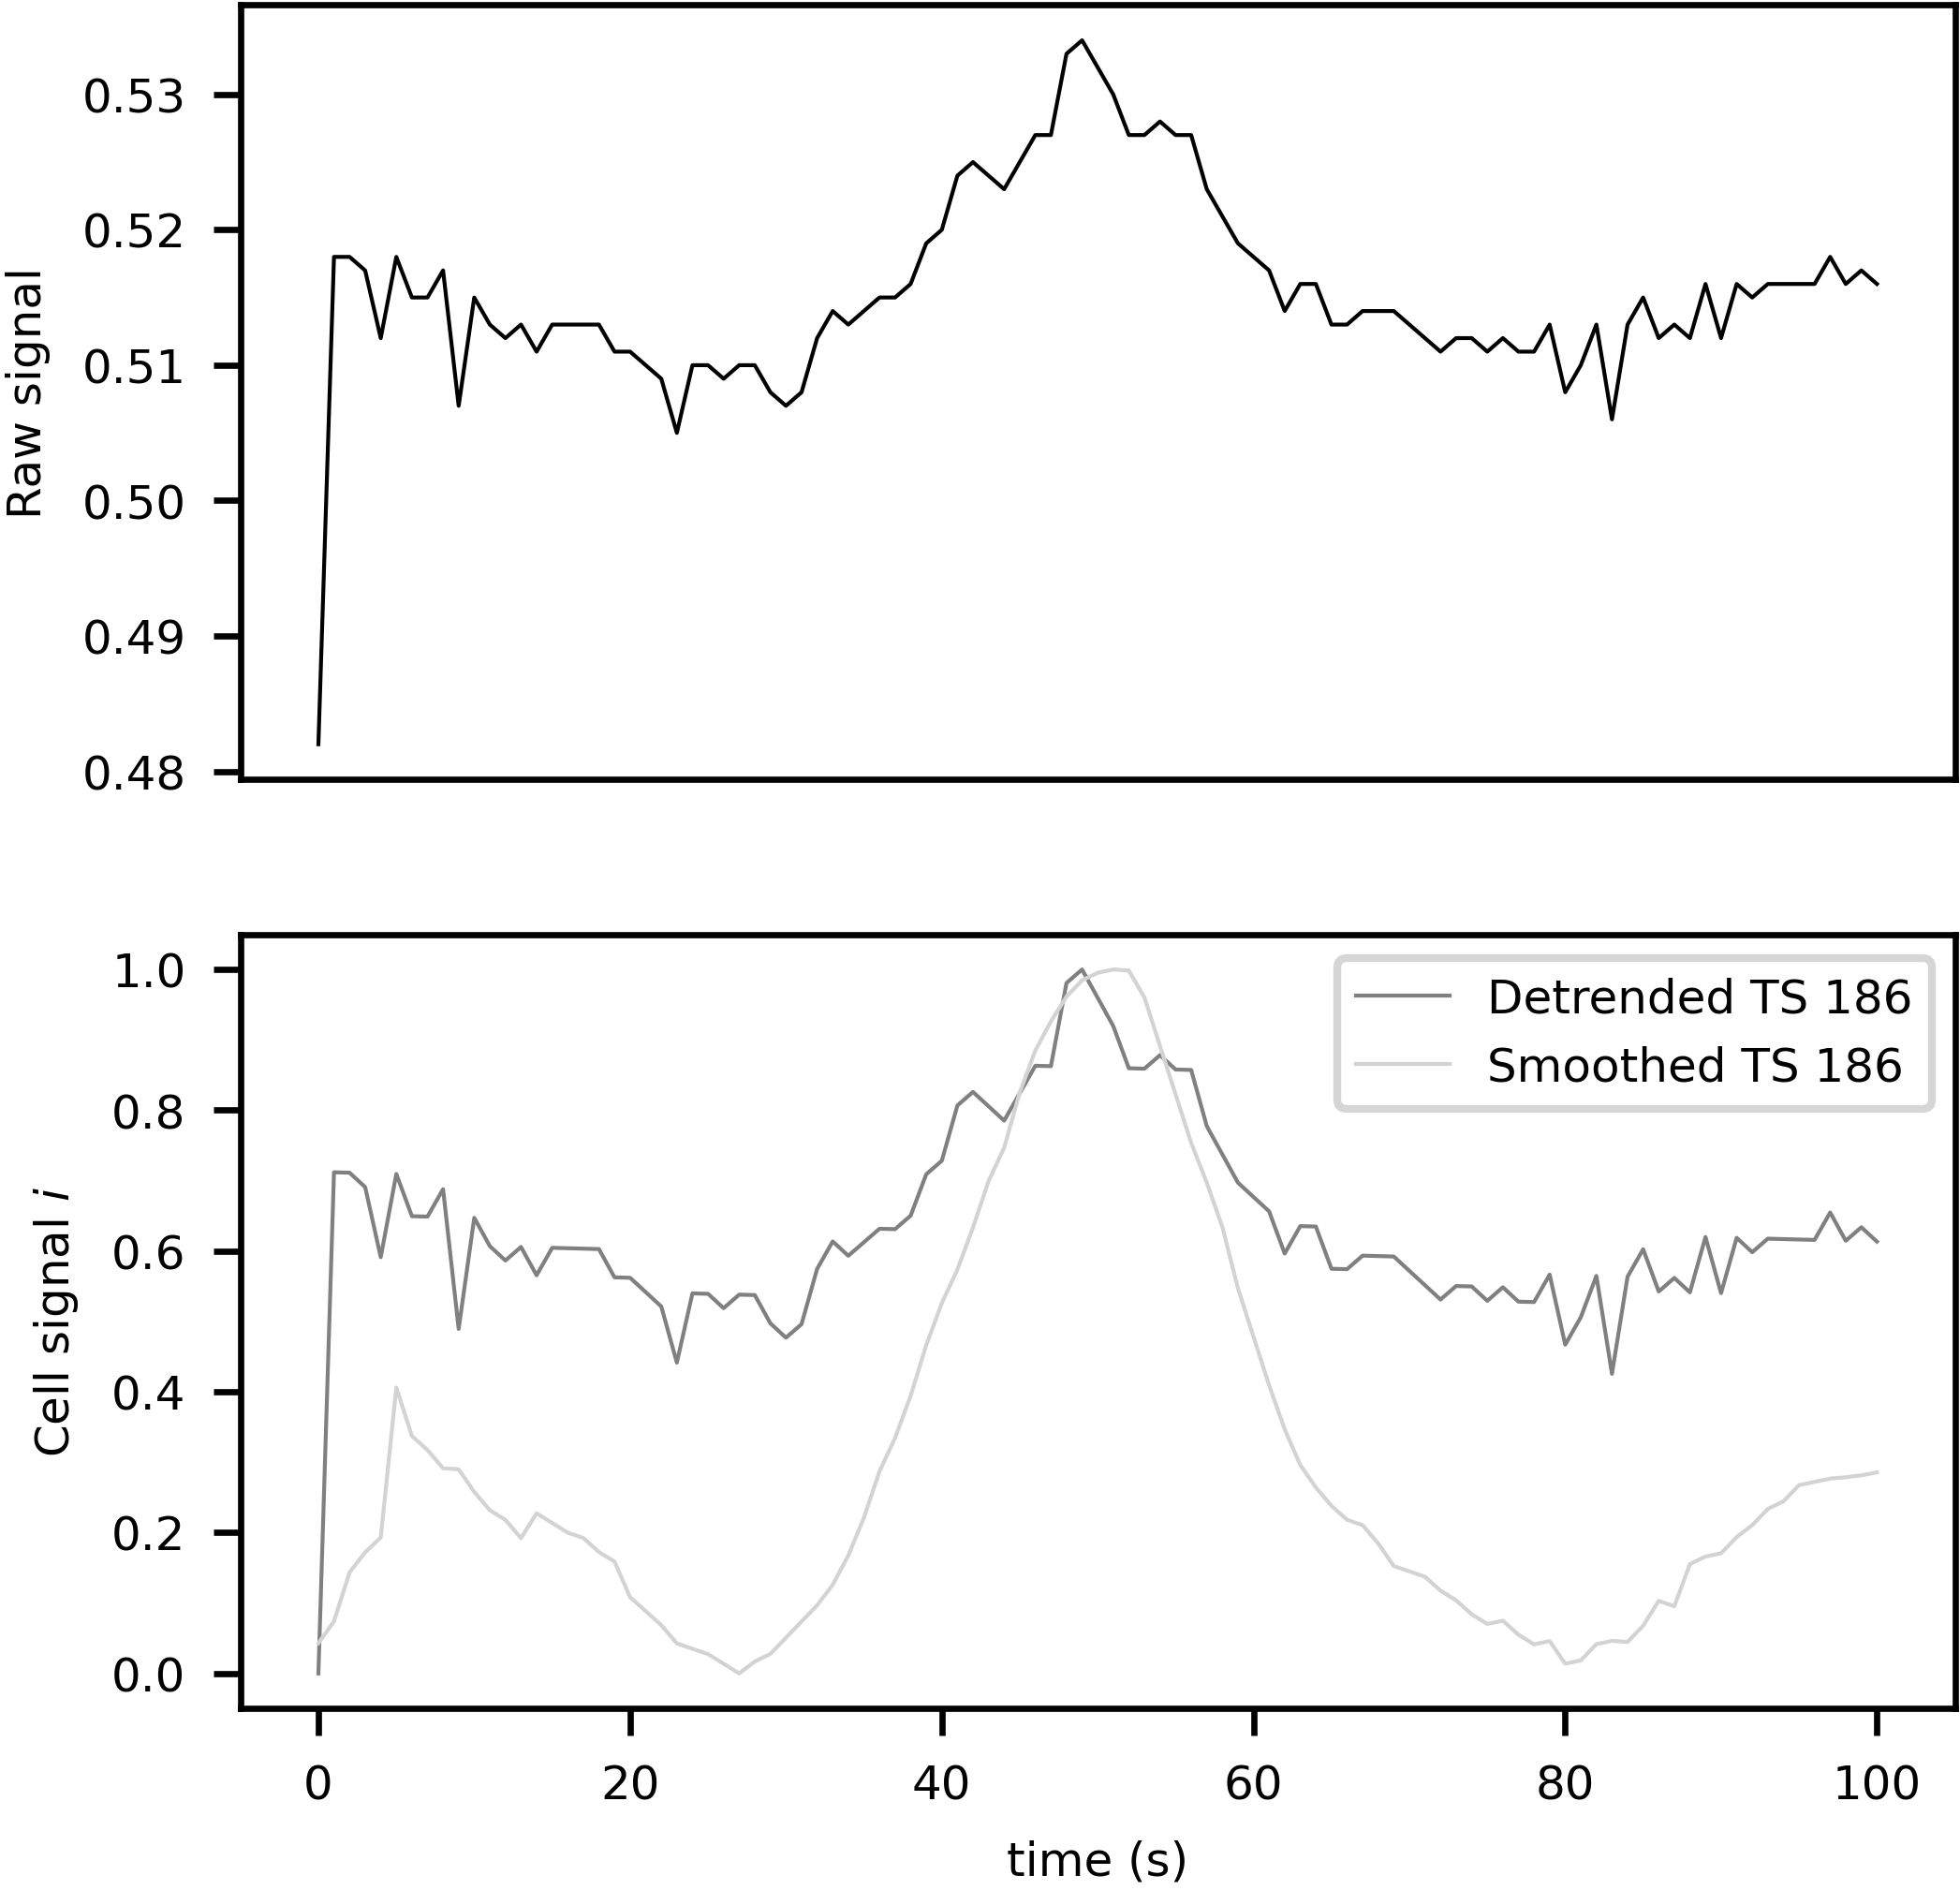 Raw signal
0.53
0.52
0.51
0.50
0.49
0.48
Cell signal i
1.0
0.8
0.6
0.4
0.2
0.0
Detrended TS 186
Smoothed TS 186
0 20 40 60 80 100
time (s)